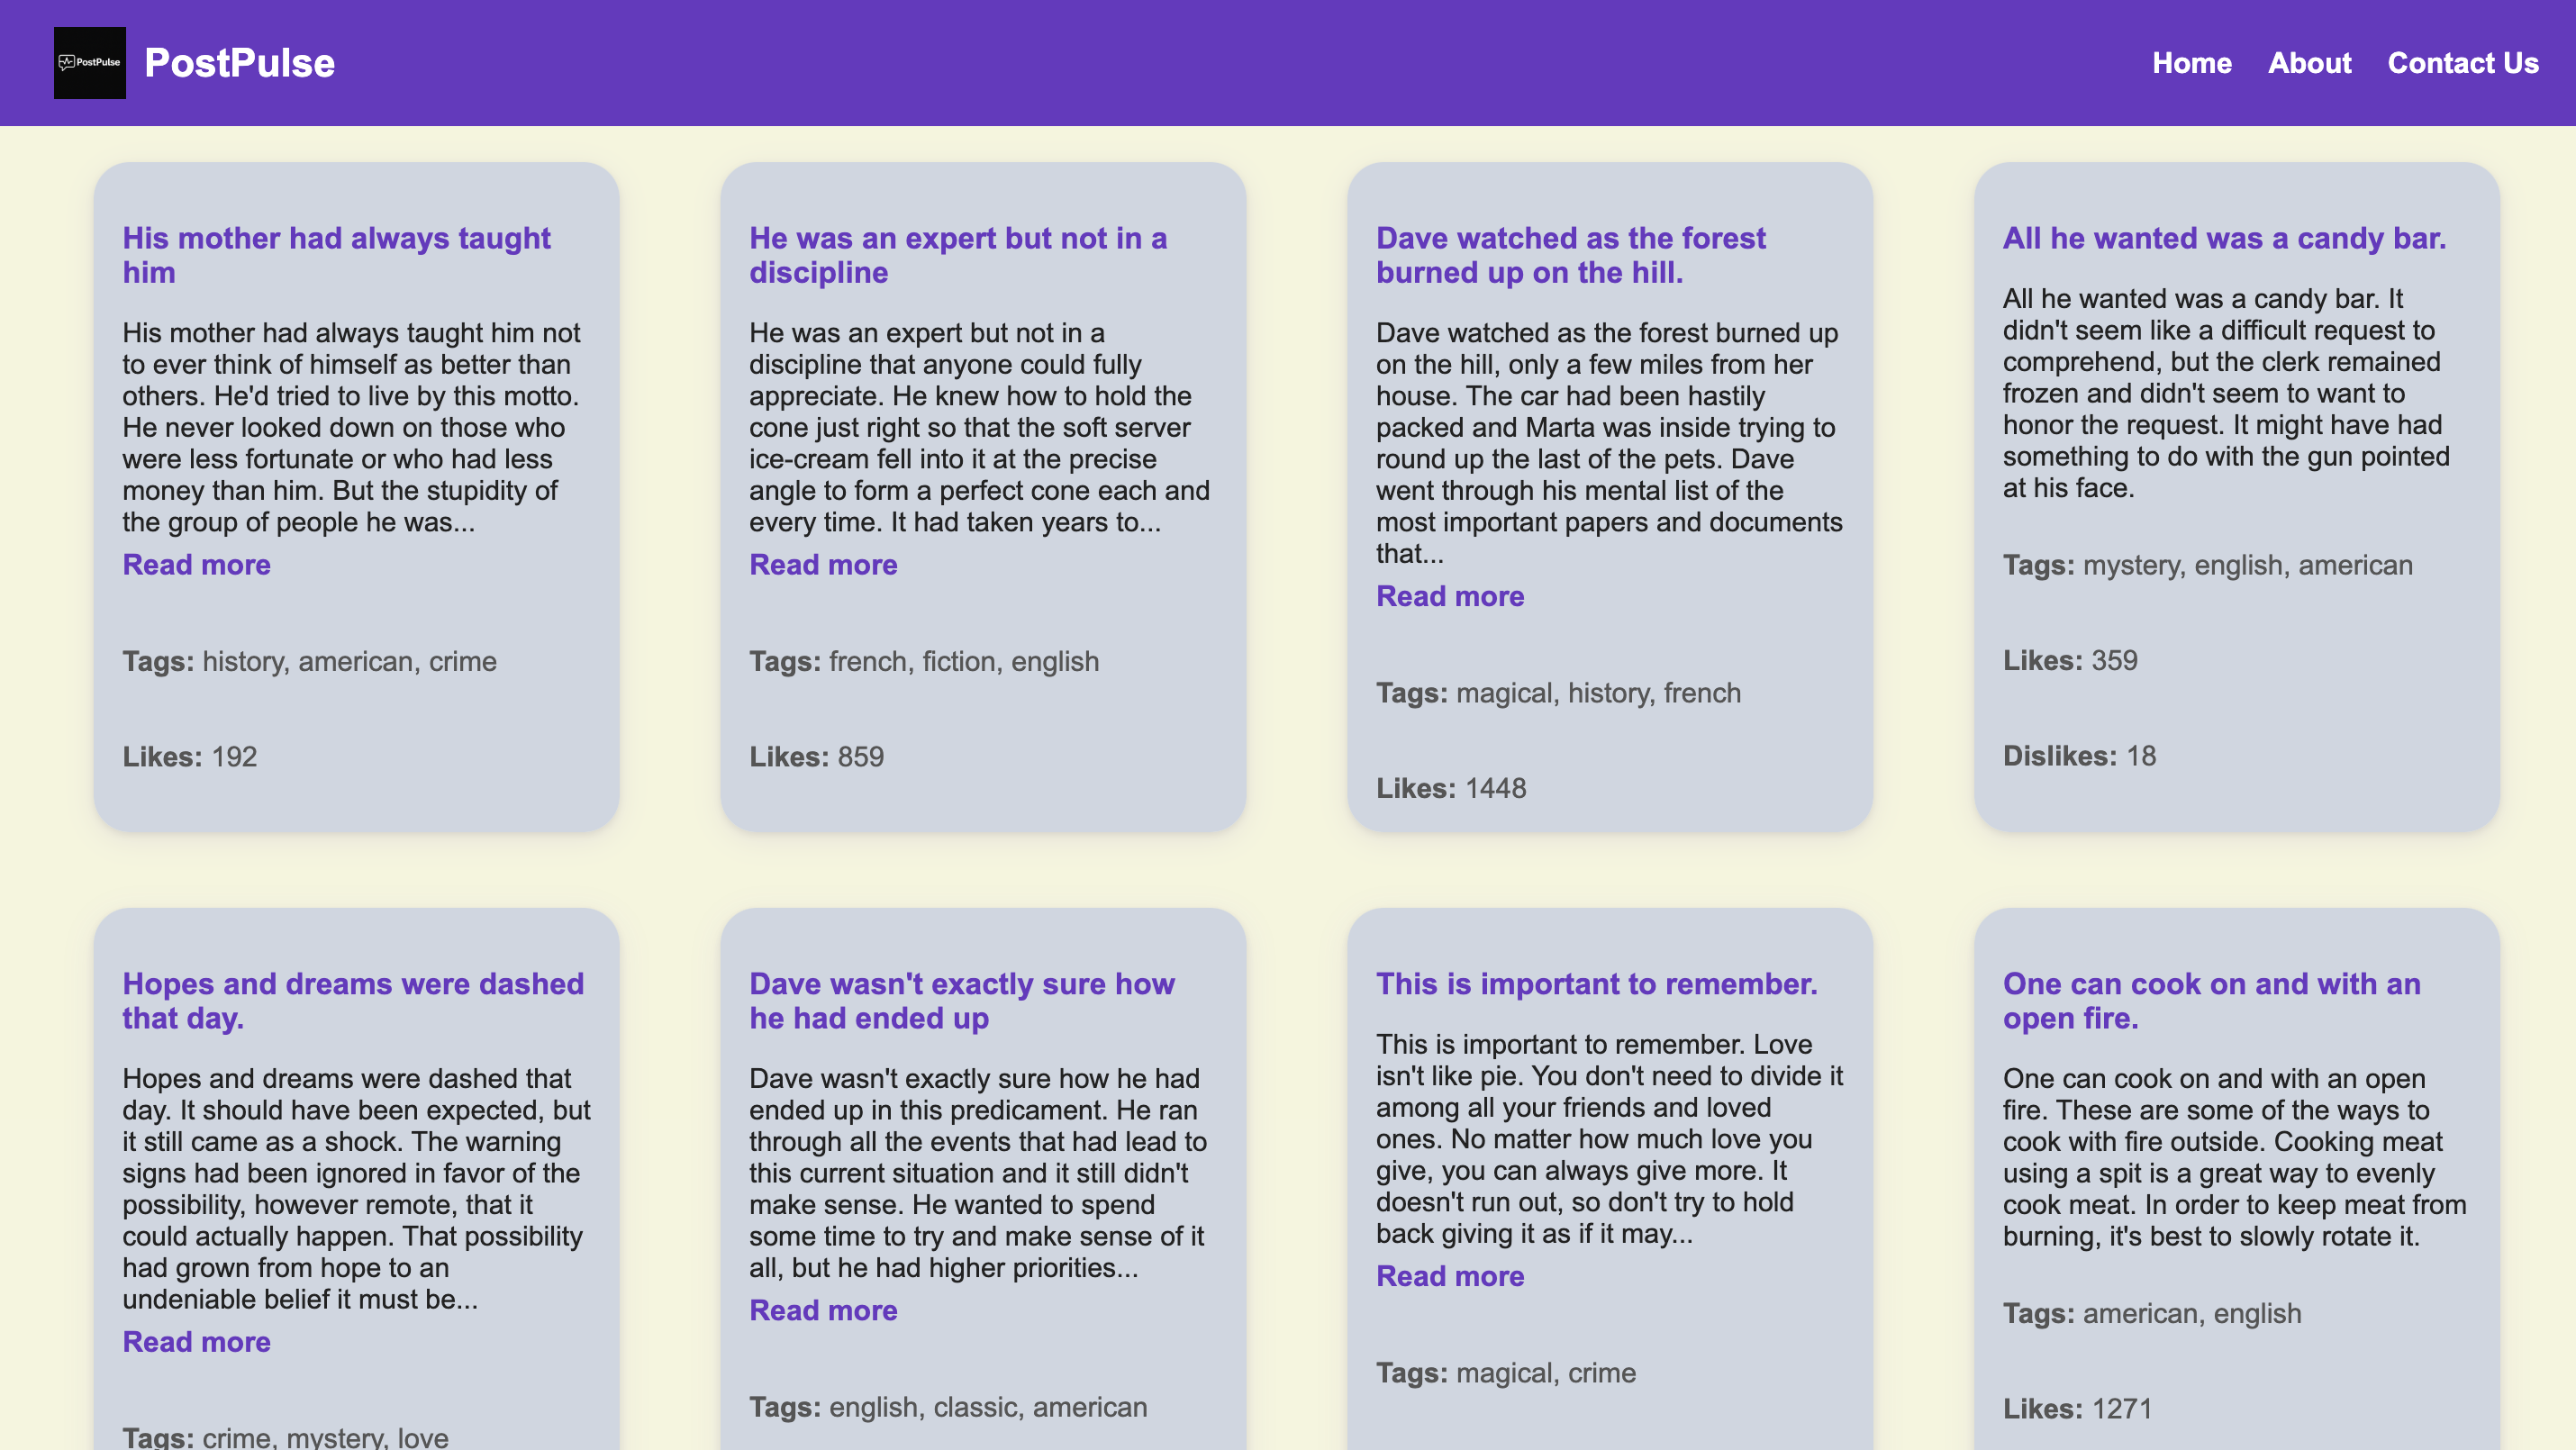 PostPulse
PostPulse
Home
About
Contact Us
His mother had always taught
him
His mother had always taught him not
to ever think of himself as better than
others. He'd tried to live by this motto.
He never looked down on those who
were less fortunate or who had less
money than him. But the stupidity of
the group of people he was...
Read more
Tags: history, american, crime
Likes: 192
He was an expert but not in a
discipline
He was an expert but not in a
discipline that anyone could fully
appreciate. He knew how to hold the
cone just right so that the soft server
ice-cream fell into it at the precise
angle to form a perfect cone each and
every time. It had taken years to...
Read more
Tags: french, fiction, english
Likes: 859
Dave watched as the forest
burned up on the hill.
Dave watched as the forest burned up
on the hill, only a few miles from her
house. The car had been hastily
packed and Marta was inside trying to
round up the last of the pets. Dave
went through his mental list of the
most important papers and documents
that...
Read more
Tags: magical, history, french
Likes: 1448
All he wanted was a candy bar.
All he wanted was a candy bar. It
didn't seem like a difficult request to
comprehend, but the clerk remained
frozen and didn't seem to want to
honor the request. It might have had
something to do with the gun pointed
at his face.
Tags: mystery, english, american
Likes: 359
Dislikes: 18
Hopes and dreams were dashed
that day.
Hopes and dreams were dashed that
day. It should have been expected, but
it still came as a shock. The warning
signs had been ignored in favor of the
possibility, however remote, that it
could actually happen. That possibility
had grown from hope to an
undeniable belief it must be...
Read more
Tags: crime, mystery, love
Dave wasn't exactly sure how
he had ended up
Dave wasn't exactly sure how he had
ended up in this predicament. He ran
through all the events that had lead to
this current situation and it still didn't
make sense. He wanted to spend
some time to try and make sense of it
all, but he had higher priorities...
Read more
Tags: english, classic, american
This is important to remember.
This is important to remember. Love
isn't like pie. You don't need to divide it
among all your friends and loved
ones. No matter how much love you
give, you can always give more. It
doesn't run out, so don't try to hold
back giving it as if it may...
Read more
Tags: magical, crime
One can cook on and with an
open fire.
One can cook on and with an open
fire. These are some of the ways to
cook with fire outside. Cooking meat
using a spit is a great way to evenly
cook meat. In order to keep meat from
burning, it's best to slowly rotate it.
Tags: american, english
Likes: 1271